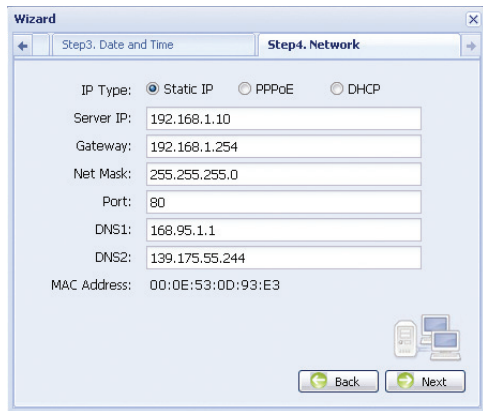 Wizard
Step3. Date and Time
Step4. Network
IP Type: Static IP PPPoE DHCP
Server IP: 192.168.1.10
Gateway: 192.168.1.254
Net Mask: 255.255.255.0
Port: 80
DNS1: 168.95.1.1
DNS2: 139.175.55.244
MAC Address: 00:0E:53:0D:93:E3
Back Next